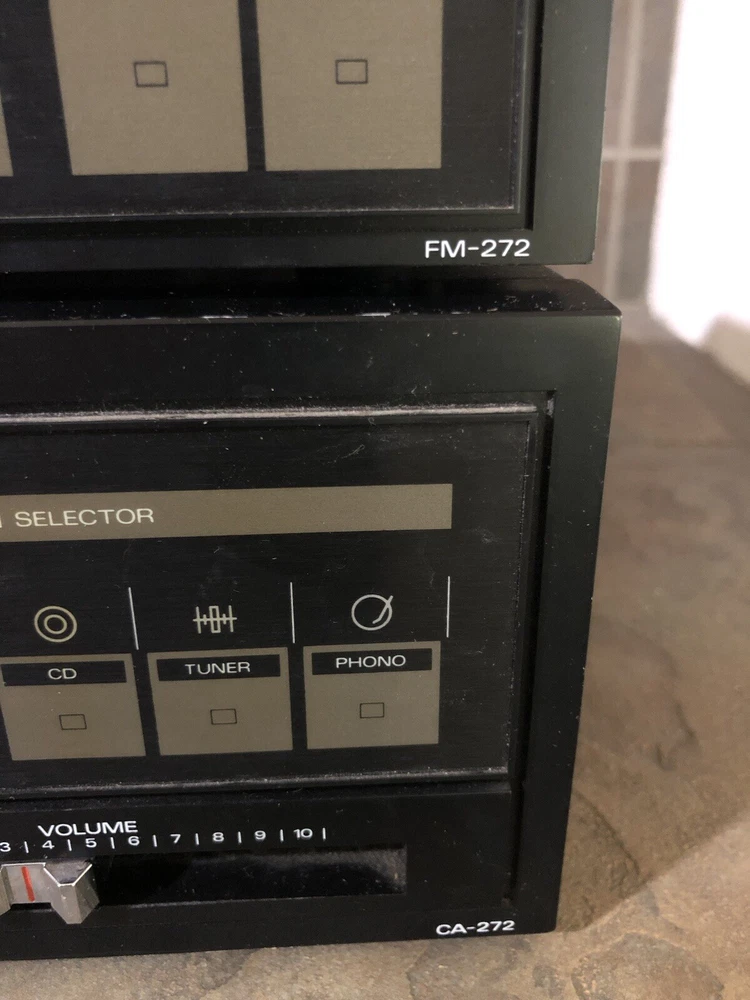 FM-272
SELECTOR
CD TUNER PHONO
VOLUME
3 | 4 | 5 | 6 | 7 | 8 | 9 | 10 |
CA-272